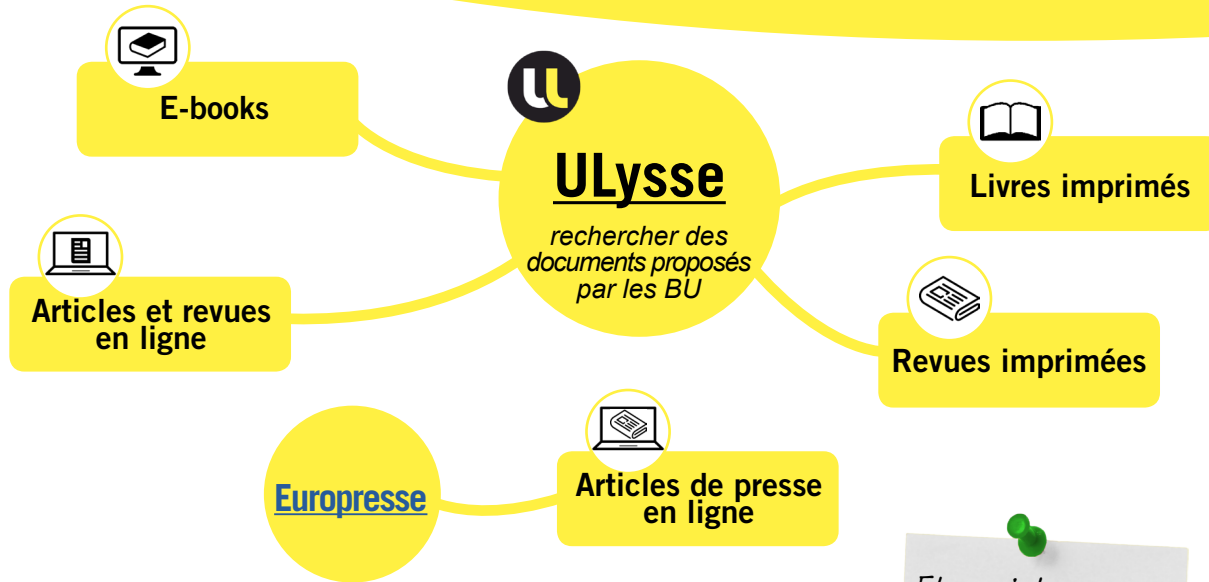 E-books
ULysse
rechercher des
documents proposés
par les BU
Livres imprimés
Articles et revues
en ligne
Revues imprimées
Europresse
Articles de presse
en ligne